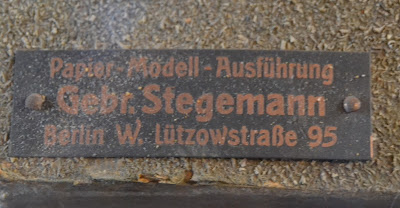 Papier-Modell-Ausführung
Gebr. Stegemann
Berlin W. Lützowstraße 95